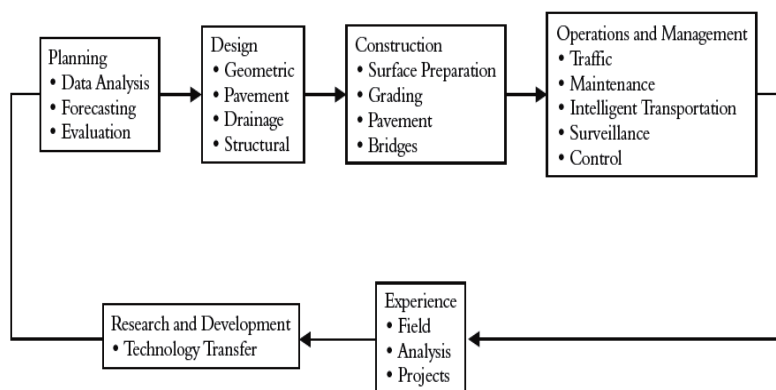 Planning
• Data Analysis
• Forecasting
• Evaluation
Design
• Geometric
• Pavement
• Drainage
• Structural
Construction
• Surface Preparation
• Grading
• Pavement
• Bridges
Operations and Management
• Traffic
• Maintenance
• Intelligent Transportation
• Surveillance
• Control
Research and Development
• Technology Transfer
Experience
• Field
• Analysis
• Projects